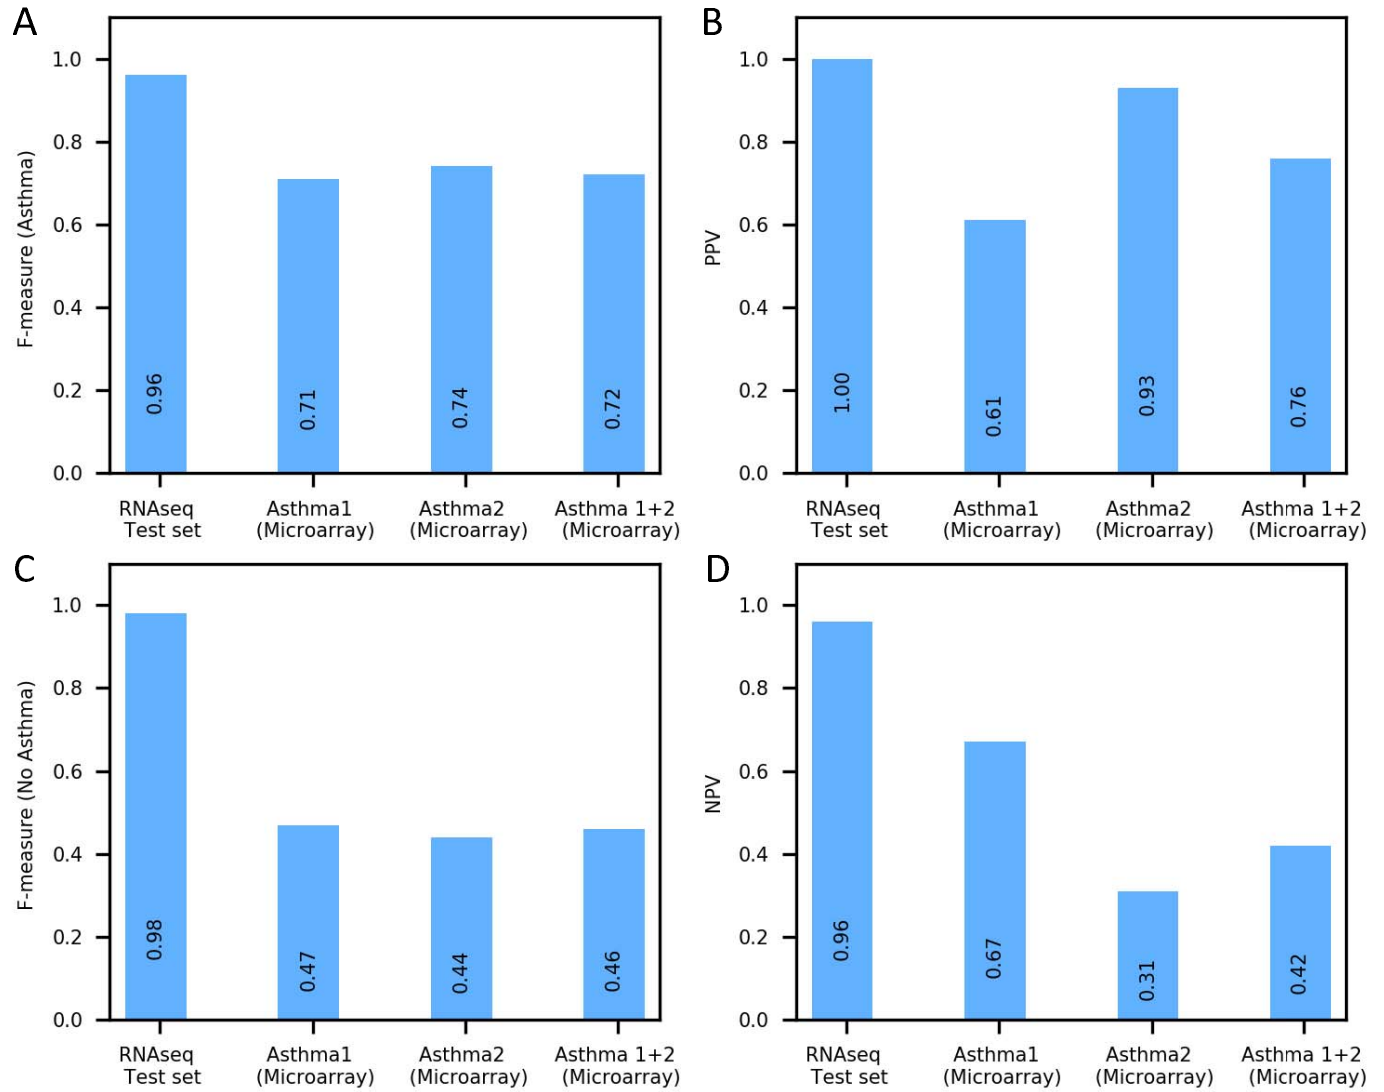 A
F-measure (Asthma)
1.0
0.8
0.6
0.4
0.2
0.0
0.96
0.71
0.74
0.72
RNAseq
Test set
Asthma1
(Microarray)
Asthma2
(Microarray)
Asthma 1+2
(Microarray)
B
PPV
1.0
0.8
0.6
0.4
0.2
0.0
1.00
0.61
0.93
0.76
RNAseq
Test set
Asthma1
(Microarray)
Asthma2
(Microarray)
Asthma 1+2
(Microarray)
C
F-measure (No Asthma)
1.0
0.8
0.6
0.4
0.2
0.0
0.98
0.47
0.44
0.46
RNAseq
Test set
Asthma1
(Microarray)
Asthma2
(Microarray)
Asthma 1+2
(Microarray)
D
NPV
1.0
0.8
0.6
0.4
0.2
0.0
0.96
0.67
0.31
0.42
RNAseq
Test set
Asthma1
(Microarray)
Asthma2
(Microarray)
Asthma 1+2
(Microarray)